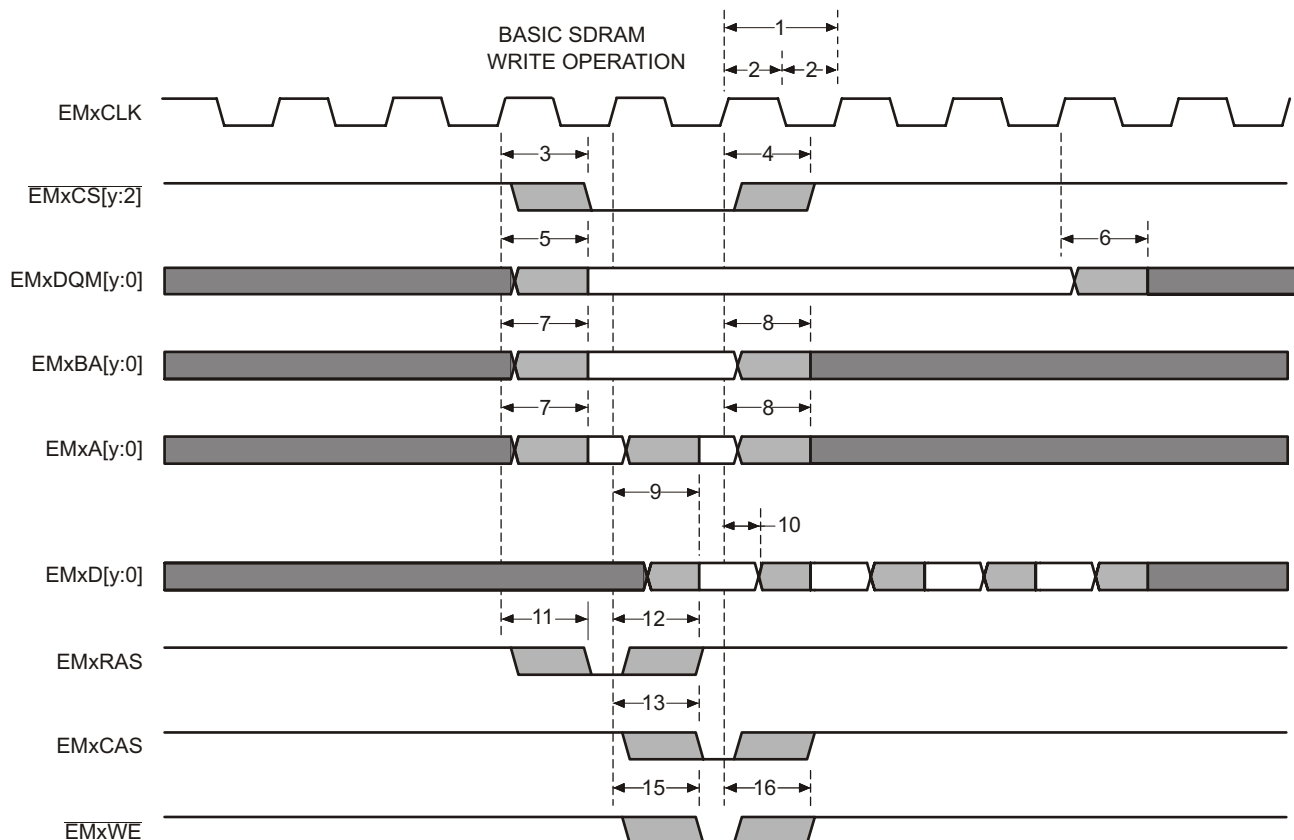 1
BASIC SDRAM
WRITE OPERATION
2 2
EMxCLK
3 4
EMxCS[y:2]
5 6
EMxDQM[y:0]
7 8
EMxBA[y:0]
7 8
EMxA[y:0]
9
10
EMxD[y:0]
11 12
EMxRAS
13
EMxCAS
15 16
EMxWE